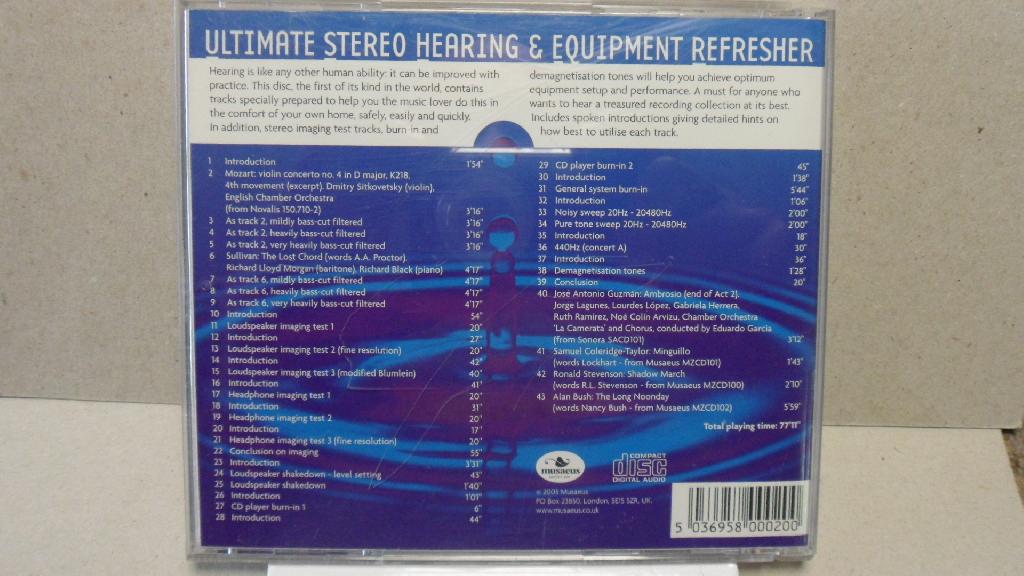 ULTIMATE STEREO HEARING & EQUIPMENT REFRESHER
Hearing is like any other human ability: it can be improved with
practice. This disc, the first of its kind in the world, contains
tracks specially prepared to help you the music lover do this in
the comfort of your own home, safely, easily and quickly.
In addition, stereo imaging test tracks, burn-in and
demagnetisation tones will help you achieve optimum
equipment setup and performance. A must for anyone who
wants to hear a treasured recording collection at its best.
Includes spoken introductions giving detailed hints on
how best to utilise each track.
1 Introduction 1'54"
2 Mozart: violin concerto no. 4 in D major, K218,
4th movement (excerpt). Dmitry Sitkovetsky (violin),
English Chamber Orchestra
(from Novalis 150.710-2) 3'16"
3 As track 2, mildly bass-cut filtered 3'16"
4 As track 2, heavily bass-cut filtered 3'16"
5 As track 2, very heavily bass-cut filtered 3'16"
6 Sullivan: The Lost Chord (words A.A. Proctor).
Richard Lloyd Morgan (baritone), Richard Black (piano) 4'17"
7 As track 6, mildly bass-cut filtered 4'17"
8 As track 6, heavily bass-cut filtered 4'17"
9 As track 6, very heavily bass-cut filtered 4'17"
10 Introduction 54"
11 Loudspeaker imaging test 1 20"
12 Introduction 27"
13 Loudspeaker imaging test 2 (fine resolution) 20"
14 Introduction 42"
15 Loudspeaker imaging test 3 (modified Blumlein) 40"
16 Introduction 41'
17 Headphone imaging test 1 20"
18 Introduction 31"
19 Headphone imaging test 2 20"
20 Introduction 17'
21 Headphone imaging test 3 (fine resolution) 20"
22 Conclusion on imaging 55"
23 Introduction 3'31"
24 Loudspeaker shakedown - level setting 43"
25 Loudspeaker shakedown 1'40"
26 Introduction 1'01"
27 CD player burn-in 1 6"
28 Introduction 44"
29 CD player burn-in 2 45"
30 Introduction 1'38"
31 General system burn-in 5'44"
32 Introduction 1'06"
33 Noisy sweep 20Hz - 20480Hz 2'00"
34 Pure tone sweep 20Hz - 20480Hz 2'00"
35 Introduction 18"
36 440Hz (concert A) 30"
37 Introduction 36"
38 Demagnetisation tones 1'28"
39 Conclusion 20"
40 José Antonio Guzmán: Ambrosio (end of Act 2).
Jorge Lagunes, Lourdes López, Gabriela Herrera,
Ruth Ramírez, Noé Colín Arvizu, Chamber Orchestra
'La Camerata' and Chorus, conducted by Eduardo García
(from Sonora SACD101) 3'12"
41 Samuel Coleridge-Taylor: Minguillo
(words Lockhart - from Musaeus MZCD101) 1'43"
42 Ronald Stevenson: Shadow March
(words R.L. Stevenson - from Musaeus MZCD100) 2'10"
43 Alan Bush: The Long Noonday
(words Nancy Bush - from Musaeus MZCD102) 5'59"
Total playing time: 77'11"
musaeus
COMPACT
disc
DIGITAL AUDIO
© 2003 Musaeus
PO Box 23850, London, SE15 5ZR, UK.
www.musaeus.co.uk
5 036958 000200